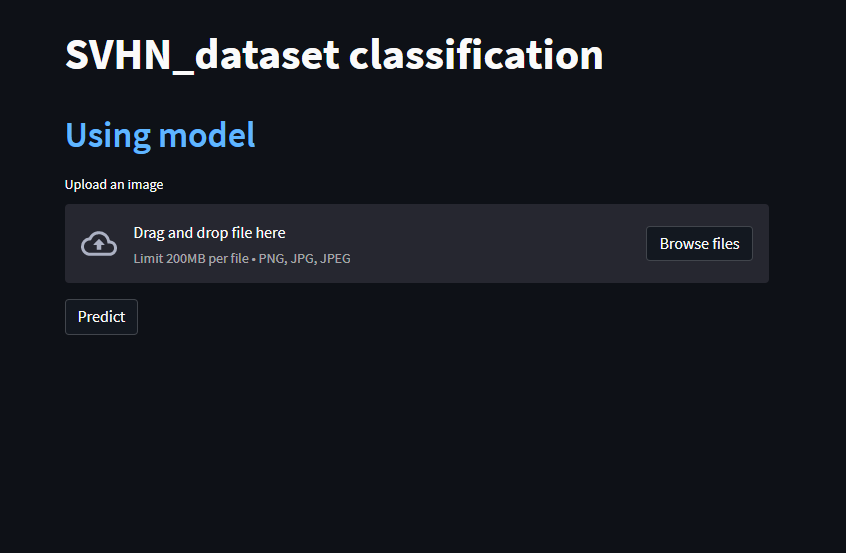 SVHN_dataset classification
Using model
Upload an image
Drag and drop file here
Limit 200MB per file • PNG, JPG, JPEG
Browse files
Predict